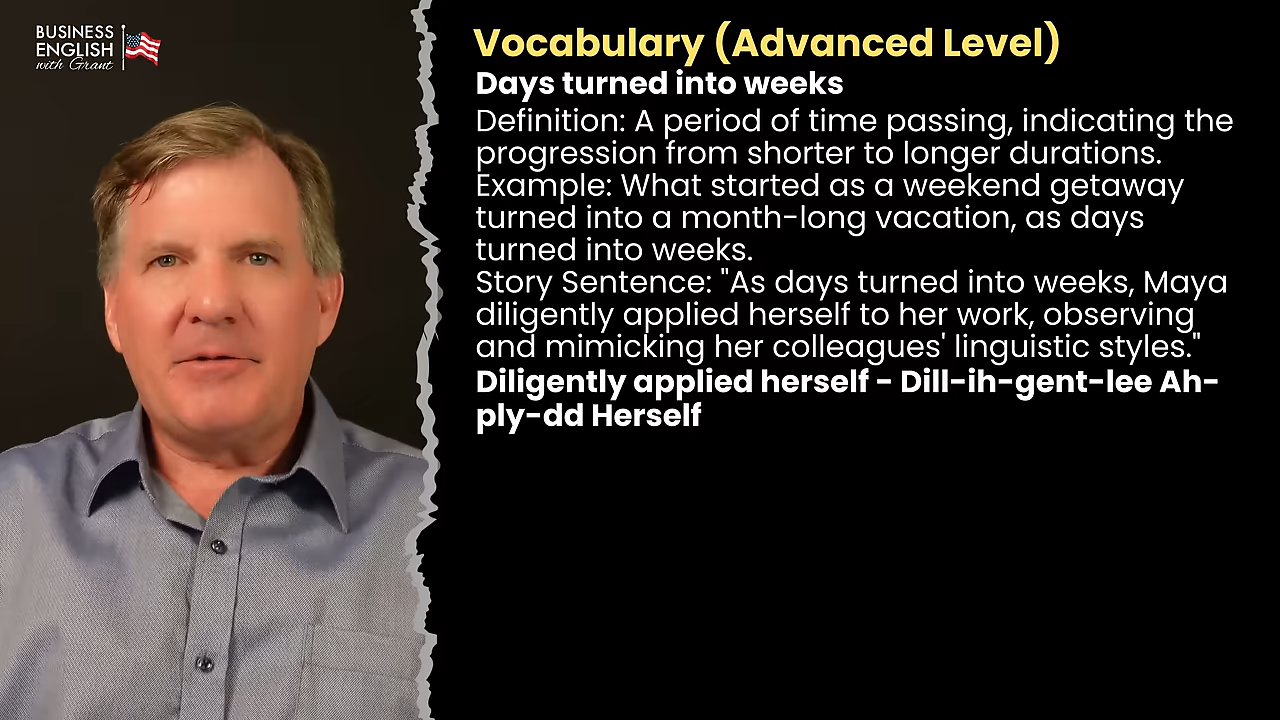 BUSINESS
ENGLISH
with Grant
Vocabulary (Advanced Level)
Days turned into weeks
Definition: A period of time passing, indicating the
progression from shorter to longer durations.
Example: What started as a weekend getaway
turned into a month-long vacation, as days
turned into weeks.
Story Sentence: "As days turned into weeks, Maya
diligently applied herself to her work, observing
and mimicking her colleagues' linguistic styles."
Diligently applied herself - Dill-ih-gent-lee Ah-
ply-dd Herself